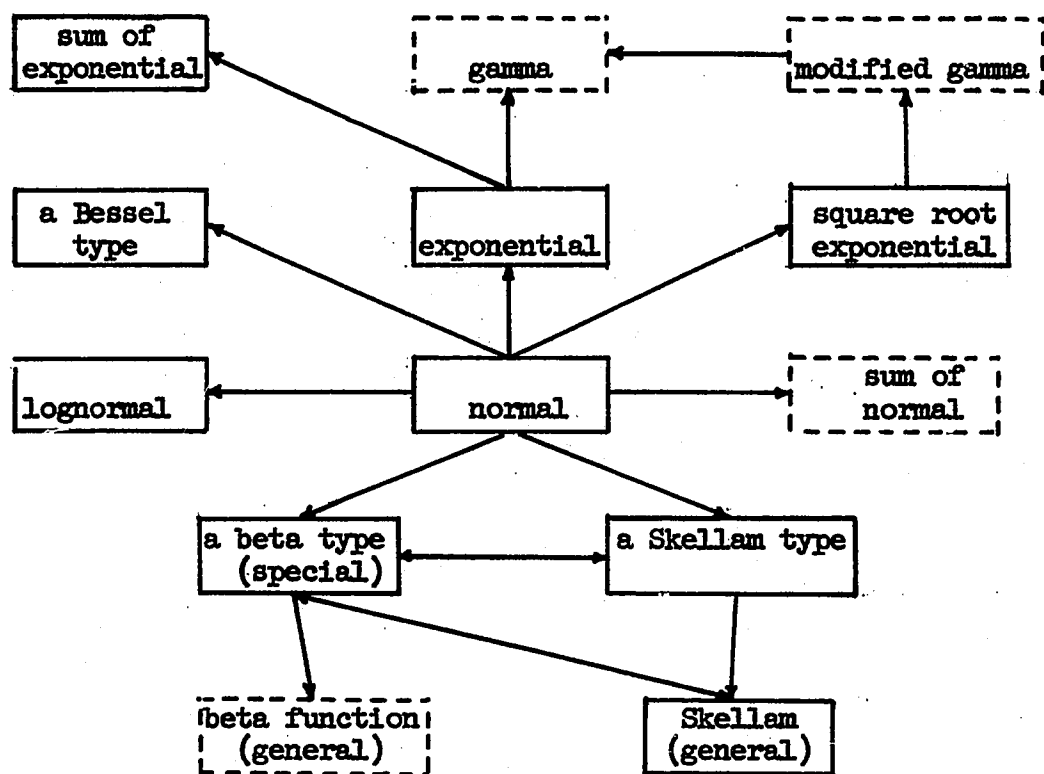 sum of
exponential
gamma
modified gamma
a Bessel
type
exponential
square root
exponential
lognormal
normal
sum of
normal
a beta type
(special)
a Skellam type
beta function
(general)
Skellam
(general)